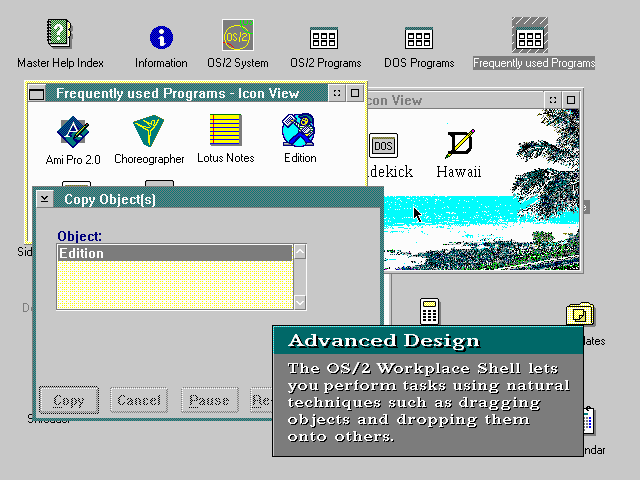 Master Help Index
Information
OS/2
OS/2 System
OS/2 Programs
DOS Programs
Frequently used Programs
Frequently used Programs - Icon View
con View
Ami Pro 2.0
Choreographer
Lotus Notes
Edition
DOS
dekick
Hawaii
Copy Object(s)
Object:
Edition
Sid
Copy
Cancel
Pause
Re
Shredder
lates
ndar
Advanced Design
The OS/2 Workplace Shell lets
you perform tasks using natural
techniques such as dragging
objects and dropping them
onto others.